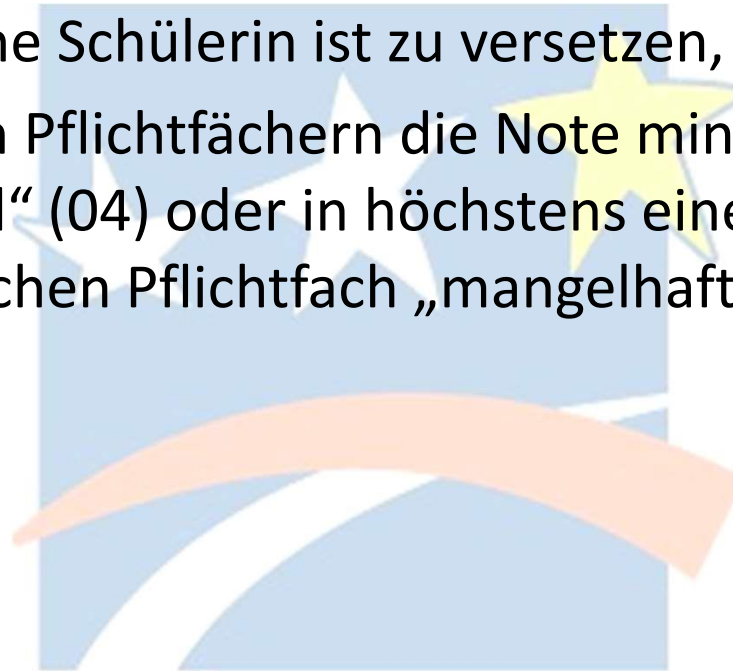 ne Schülerin ist zu versetzen,
n Pflichtfächern die Note min
l“ (04) oder in höchstens eine
chen Pflichtfach „mangelhaft